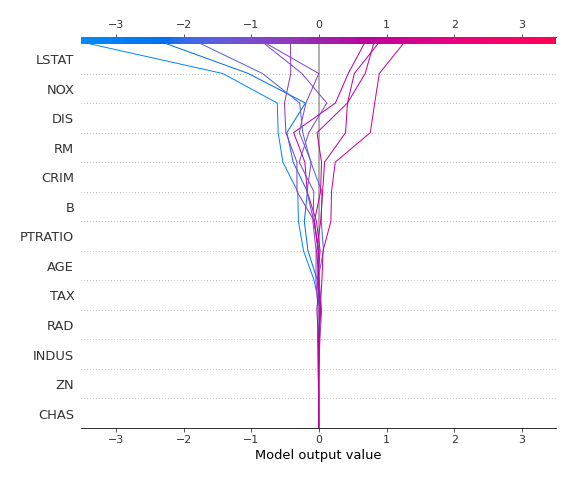 −3 −2 −1 0 1 2 3
LSTAT
NOX
DIS
RM
CRIM
B
PTRATIO
AGE
TAX
RAD
INDUS
ZN
CHAS
−3 −2 −1 0 1 2 3
Model output value